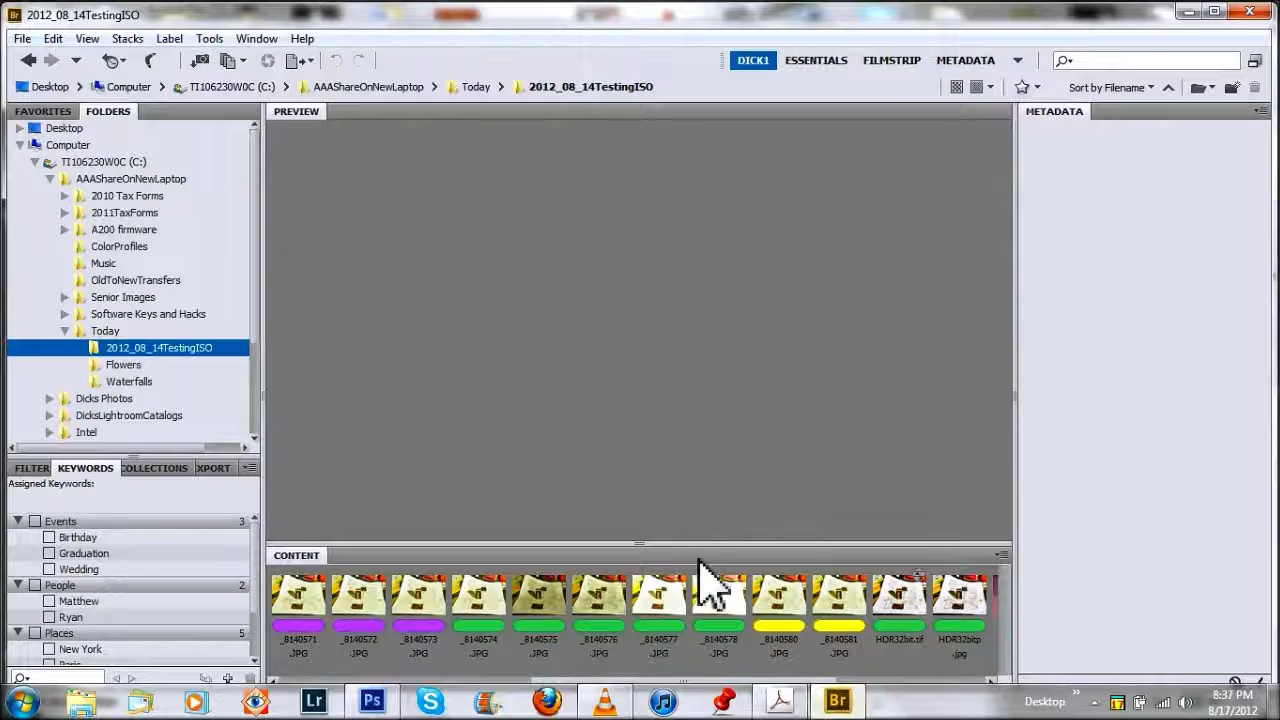 Br 2012_08_14TestingISO
File Edit View Stacks Label Tools Window Help
DICK1 ESSENTIALS FILMSTRIP METADATA
Desktop Computer TI106230W0C (C:) AAAShareOnNewLaptop Today 2012_08_14TestingISO Sort by Filename
FAVORITES FOLDERS
Desktop
Computer
TI106230W0C (C:)
AAAShareOnNewLaptop
2010 Tax Forms
2011TaxForms
A200 firmware
ColorProfiles
Music
OldToNewTransfers
Senior Images
Software Keys and Hacks
Today
2012_08_14TestingISO
Flowers
Waterfalls
Dicks Photos
DicksLightroomCatalogs
Intel
FILTER KEYWORDS COLLECTIONS XPORT
Assigned Keywords:
Events 3
Birthday
Graduation
Wedding
People 2
Matthew
Ryan
Places 5
New York
Paris
PREVIEW
METADATA
CONTENT
_8140571 _8140572 _8140573 _8140574 _8140575 _8140576 _8140577 _8140578 _8140580 _8140581 HDR32bit.tif HDR32bitp
.JPG .JPG .JPG .JPG .JPG .JPG .JPG .JPG .JPG .JPG .jpg
Lr Ps Br
Desktop
8:37 PM
8/17/2012